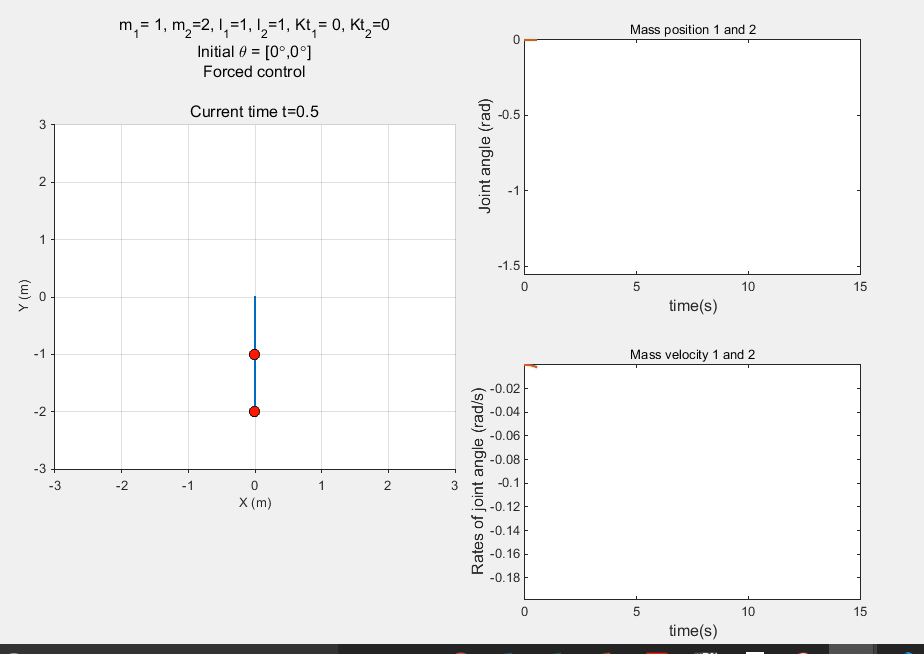 m1= 1, m2=2, l1=1, l2=1, Kt1= 0, Kt2=0
Initial θ = [0°,0°]
Forced control
Current time t=0.5
3
2
1
0
-1
-2
-3
-3 -2 -1 0 1 2 3
X (m)
Y (m)
Mass position 1 and 2
0
-0.5
-1
-1.5
0 5 10 15
time(s)
Joint angle (rad)
Mass velocity 1 and 2
-0.02
-0.04
-0.06
-0.08
-0.1
-0.12
-0.14
-0.16
-0.18
0 5 10 15
time(s)
Rates of joint angle (rad/s)